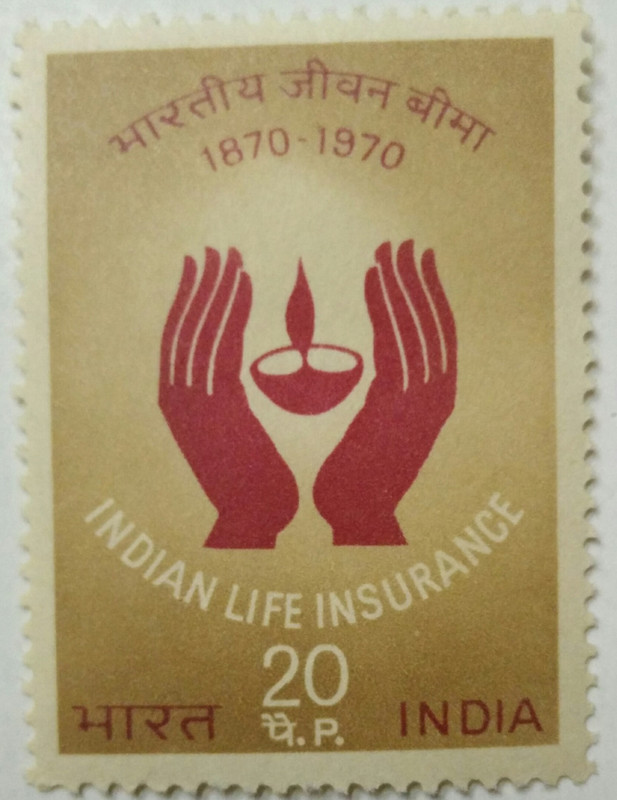 भारतीय जीवन बीमा
1870-1970
INDIAN LIFE INSURANCE
20
पै. P.
भारत INDIA